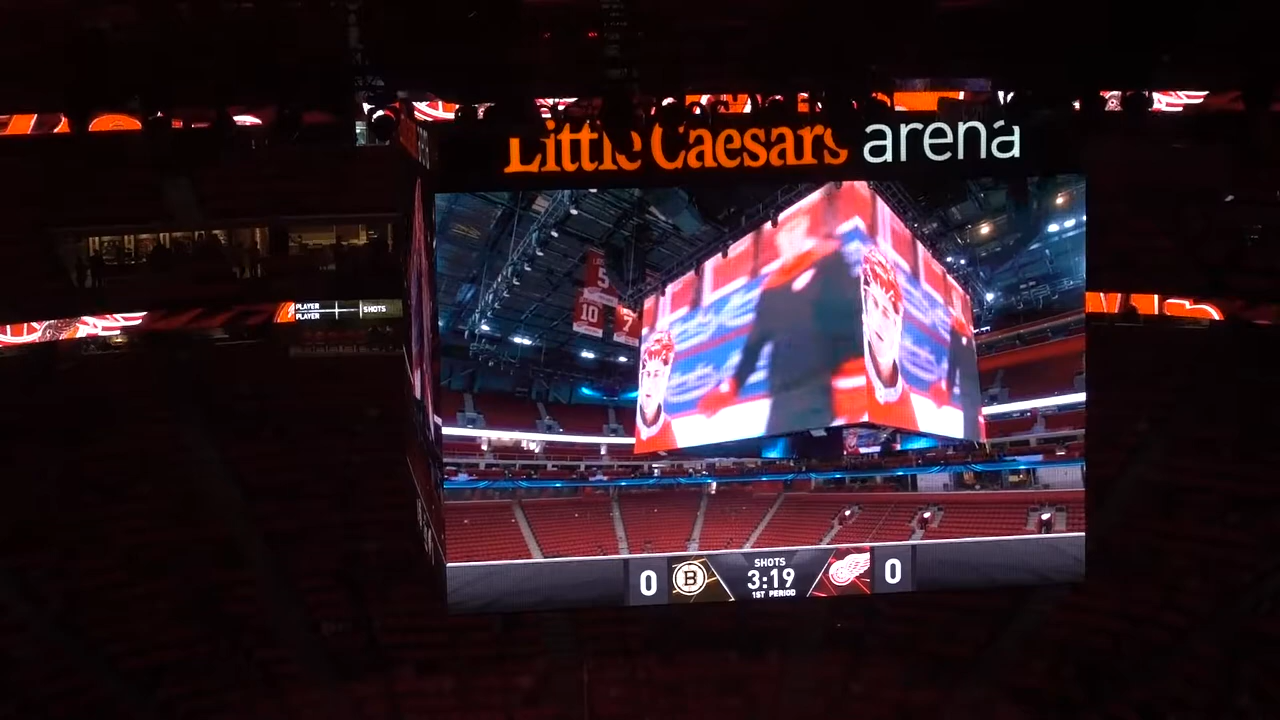 Little Caesars arena
PLAYER
PLAYER
SHOTS
5
10
7
SHOTS
0 B 3:19 0
1ST PERIOD